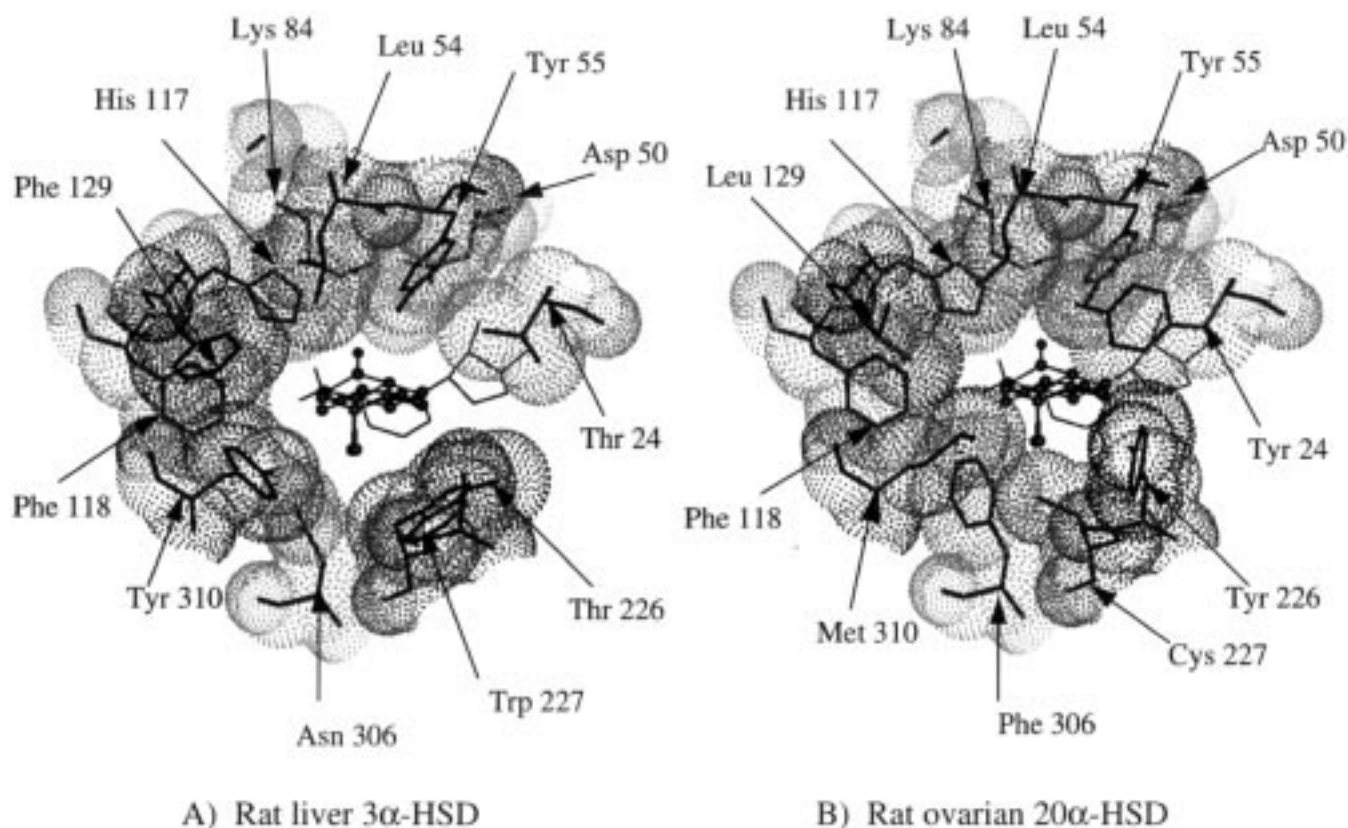 Lys 84
Leu 54
Tyr 55
His 117
Asp 50
Phe 129
Thr 24
Phe 118
Tyr 310
Thr 226
Trp 227
Asn 306
A) Rat liver 3α-HSD
Lys 84
Leu 54
Tyr 55
His 117
Asp 50
Leu 129
Tyr 24
Phe 118
Tyr 226
Met 310
Cys 227
Phe 306
B) Rat ovarian 20α-HSD